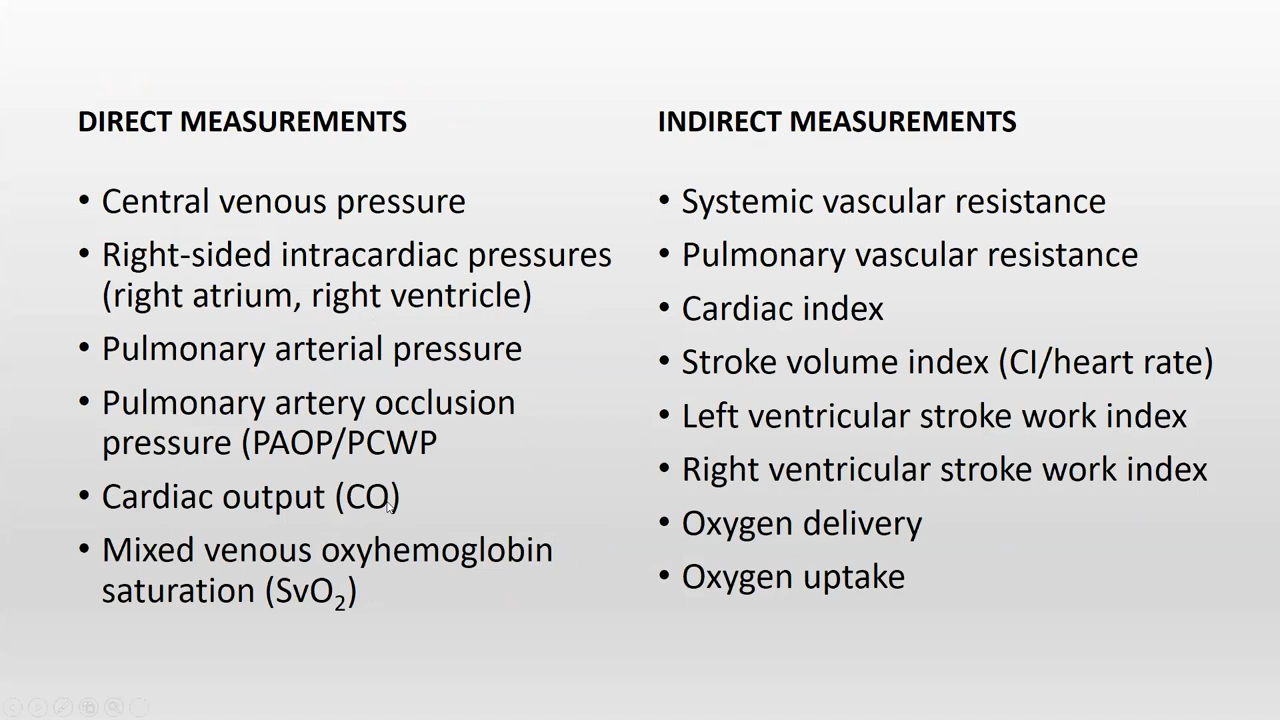 DIRECT MEASUREMENTS
• Central venous pressure
• Right-sided intracardiac pressures
(right atrium, right ventricle)
• Pulmonary arterial pressure
• Pulmonary artery occlusion
pressure (PAOP/PCWP
• Cardiac output (CO)
• Mixed venous oxyhemoglobin
saturation (SvO₂)
INDIRECT MEASUREMENTS
• Systemic vascular resistance
• Pulmonary vascular resistance
• Cardiac index
• Stroke volume index (CI/heart rate)
• Left ventricular stroke work index
• Right ventricular stroke work index
• Oxygen delivery
• Oxygen uptake